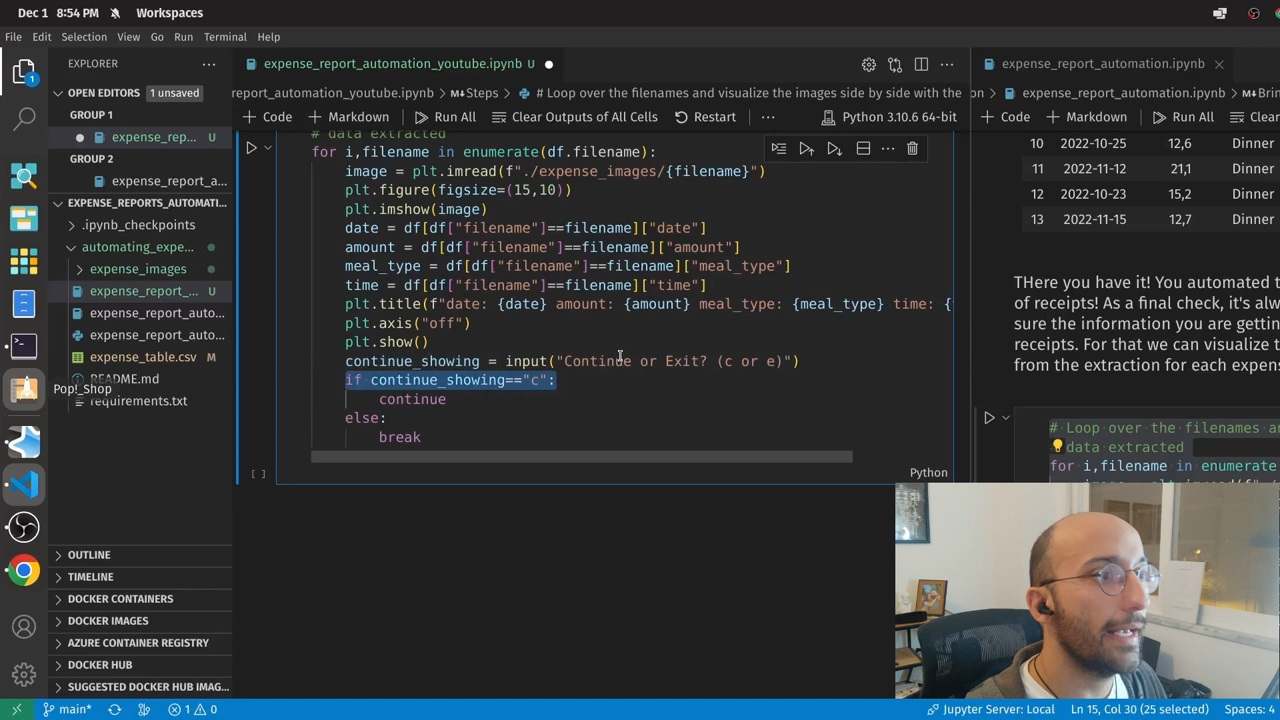 Dec 1 8:54 PM Workspaces
File Edit Selection View Go Run Terminal Help
EXPLORER
OPEN EDITORS 1 unsaved
GROUP 1
expense_rep... U
GROUP 2
expense_report_a...
EXPENSE_REPORTS_AUTOMATI...
.ipynb_checkpoints
automating_expe...
expense_images
expense_report_... U
expense_report_auto...
expense_report_auto...
expense_table.csv M
README.md
Pop!_Shop
requirements.txt
OUTLINE
TIMELINE
DOCKER CONTAINERS
DOCKER IMAGES
AZURE CONTAINER REGISTRY
DOCKER HUB
SUGGESTED DOCKER HUB IMAG...
expense_report_automation_youtube.ipynb U
report_automation_youtube.ipynb > M↓Steps > # Loop over the filenames and visualize the images side by side with the
+ Code + Markdown Run All Clear Outputs of All Cells Restart ... Python 3.10.6 64-bit
# data extracted
for i,filename in enumerate(df.filename):
image = plt.imread(f"./expense_images/{filename}")
plt.figure(figsize=(15,10))
plt.imshow(image)
date = df[df["filename"]==filename]["date"]
amount = df[df["filename"]==filename]["amount"]
meal_type = df[df["filename"]==filename]["meal_type"]
time = df[df["filename"]==filename]["time"]
plt.title(f"date: {date} amount: {amount} meal_type: {meal_type} time: {
plt.axis("off")
plt.show()
continue_showing = input("Continue or Exit? (c or e)")
if continue_showing=="c":
continue
else:
break
[ ]
Python
expense_report_automation.ipynb
on > expense_report_automation.ipynb > M↓Brin
+ Code + Markdown Run All Clear
10 2022-10-25 12,6 Dinner
11 2022-11-12 21,1 Dinner
12 2022-10-23 15,2 Dinner
13 2022-11-15 12,7 Dinner
THere you have it! You automated t
of receipts! As a final check, it's alw
sure the information you are gettin
receipts. For that we can visualize t
from the extraction for each expen
# Loop over the filenames a
data extracted
for i,filename in enumerate
main* 1 0 Jupyter Server: Local Ln 15, Col 30 (25 selected) Spaces: 4